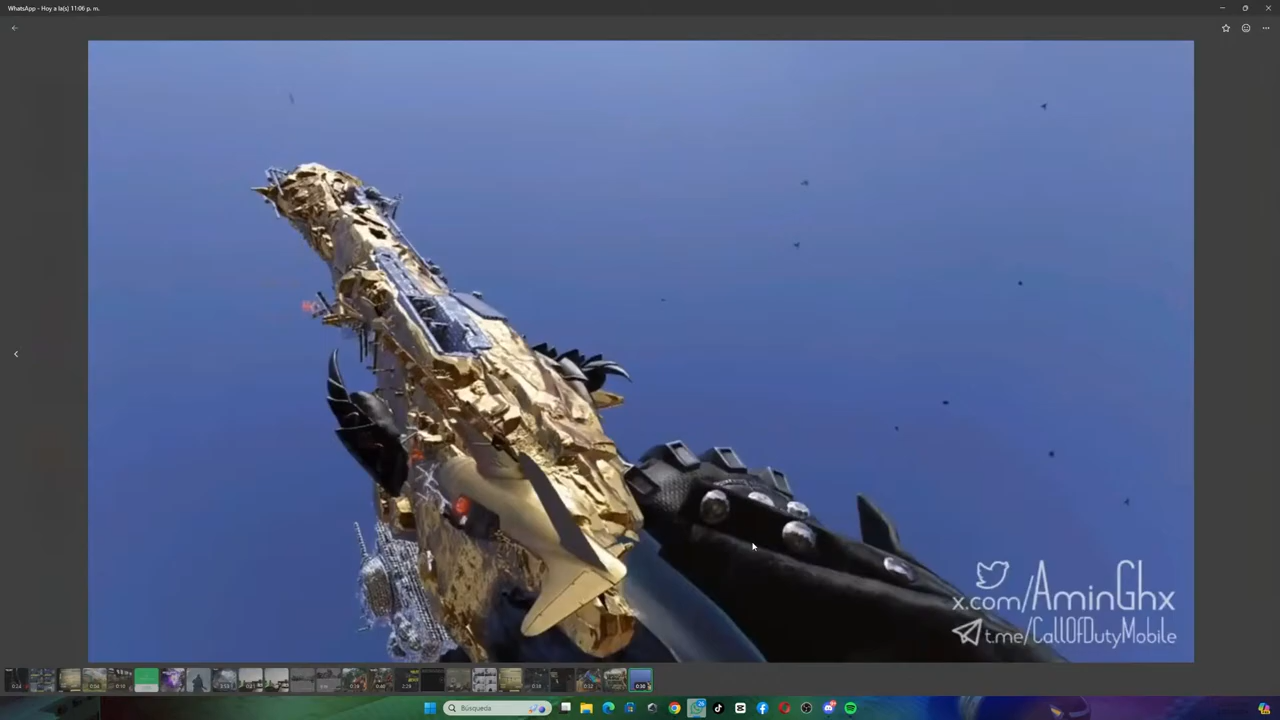 WhatsApp - Hoy a la(s) 11:06 p. m.
x.com/AminGhx
t.me/CallOfDutyMobile
Búsqueda